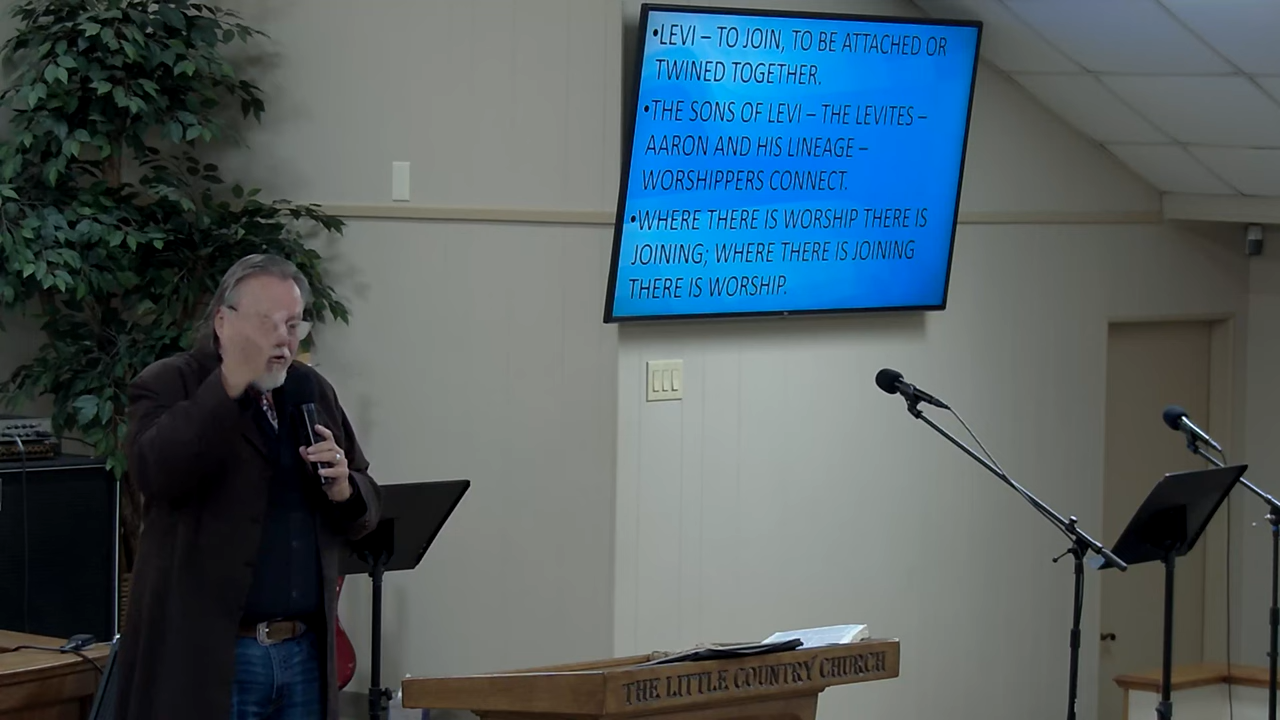 •LEVI – TO JOIN, TO BE ATTACHED OR
TWINED TOGETHER.
•THE SONS OF LEVI – THE LEVITES –
AARON AND HIS LINEAGE –
WORSHIPPERS CONNECT.
•WHERE THERE IS WORSHIP THERE IS
JOINING; WHERE THERE IS JOINING
THERE IS WORSHIP.
THE LITTLE COUNTRY CHURCH